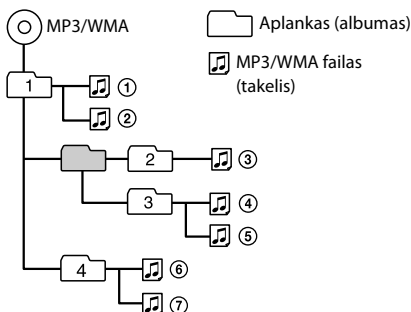 MP3/WMA
Aplankas (albumas)
MP3/WMA failas
(takelis)
1
①
②
2
③
3
④
⑤
4
⑥
⑦